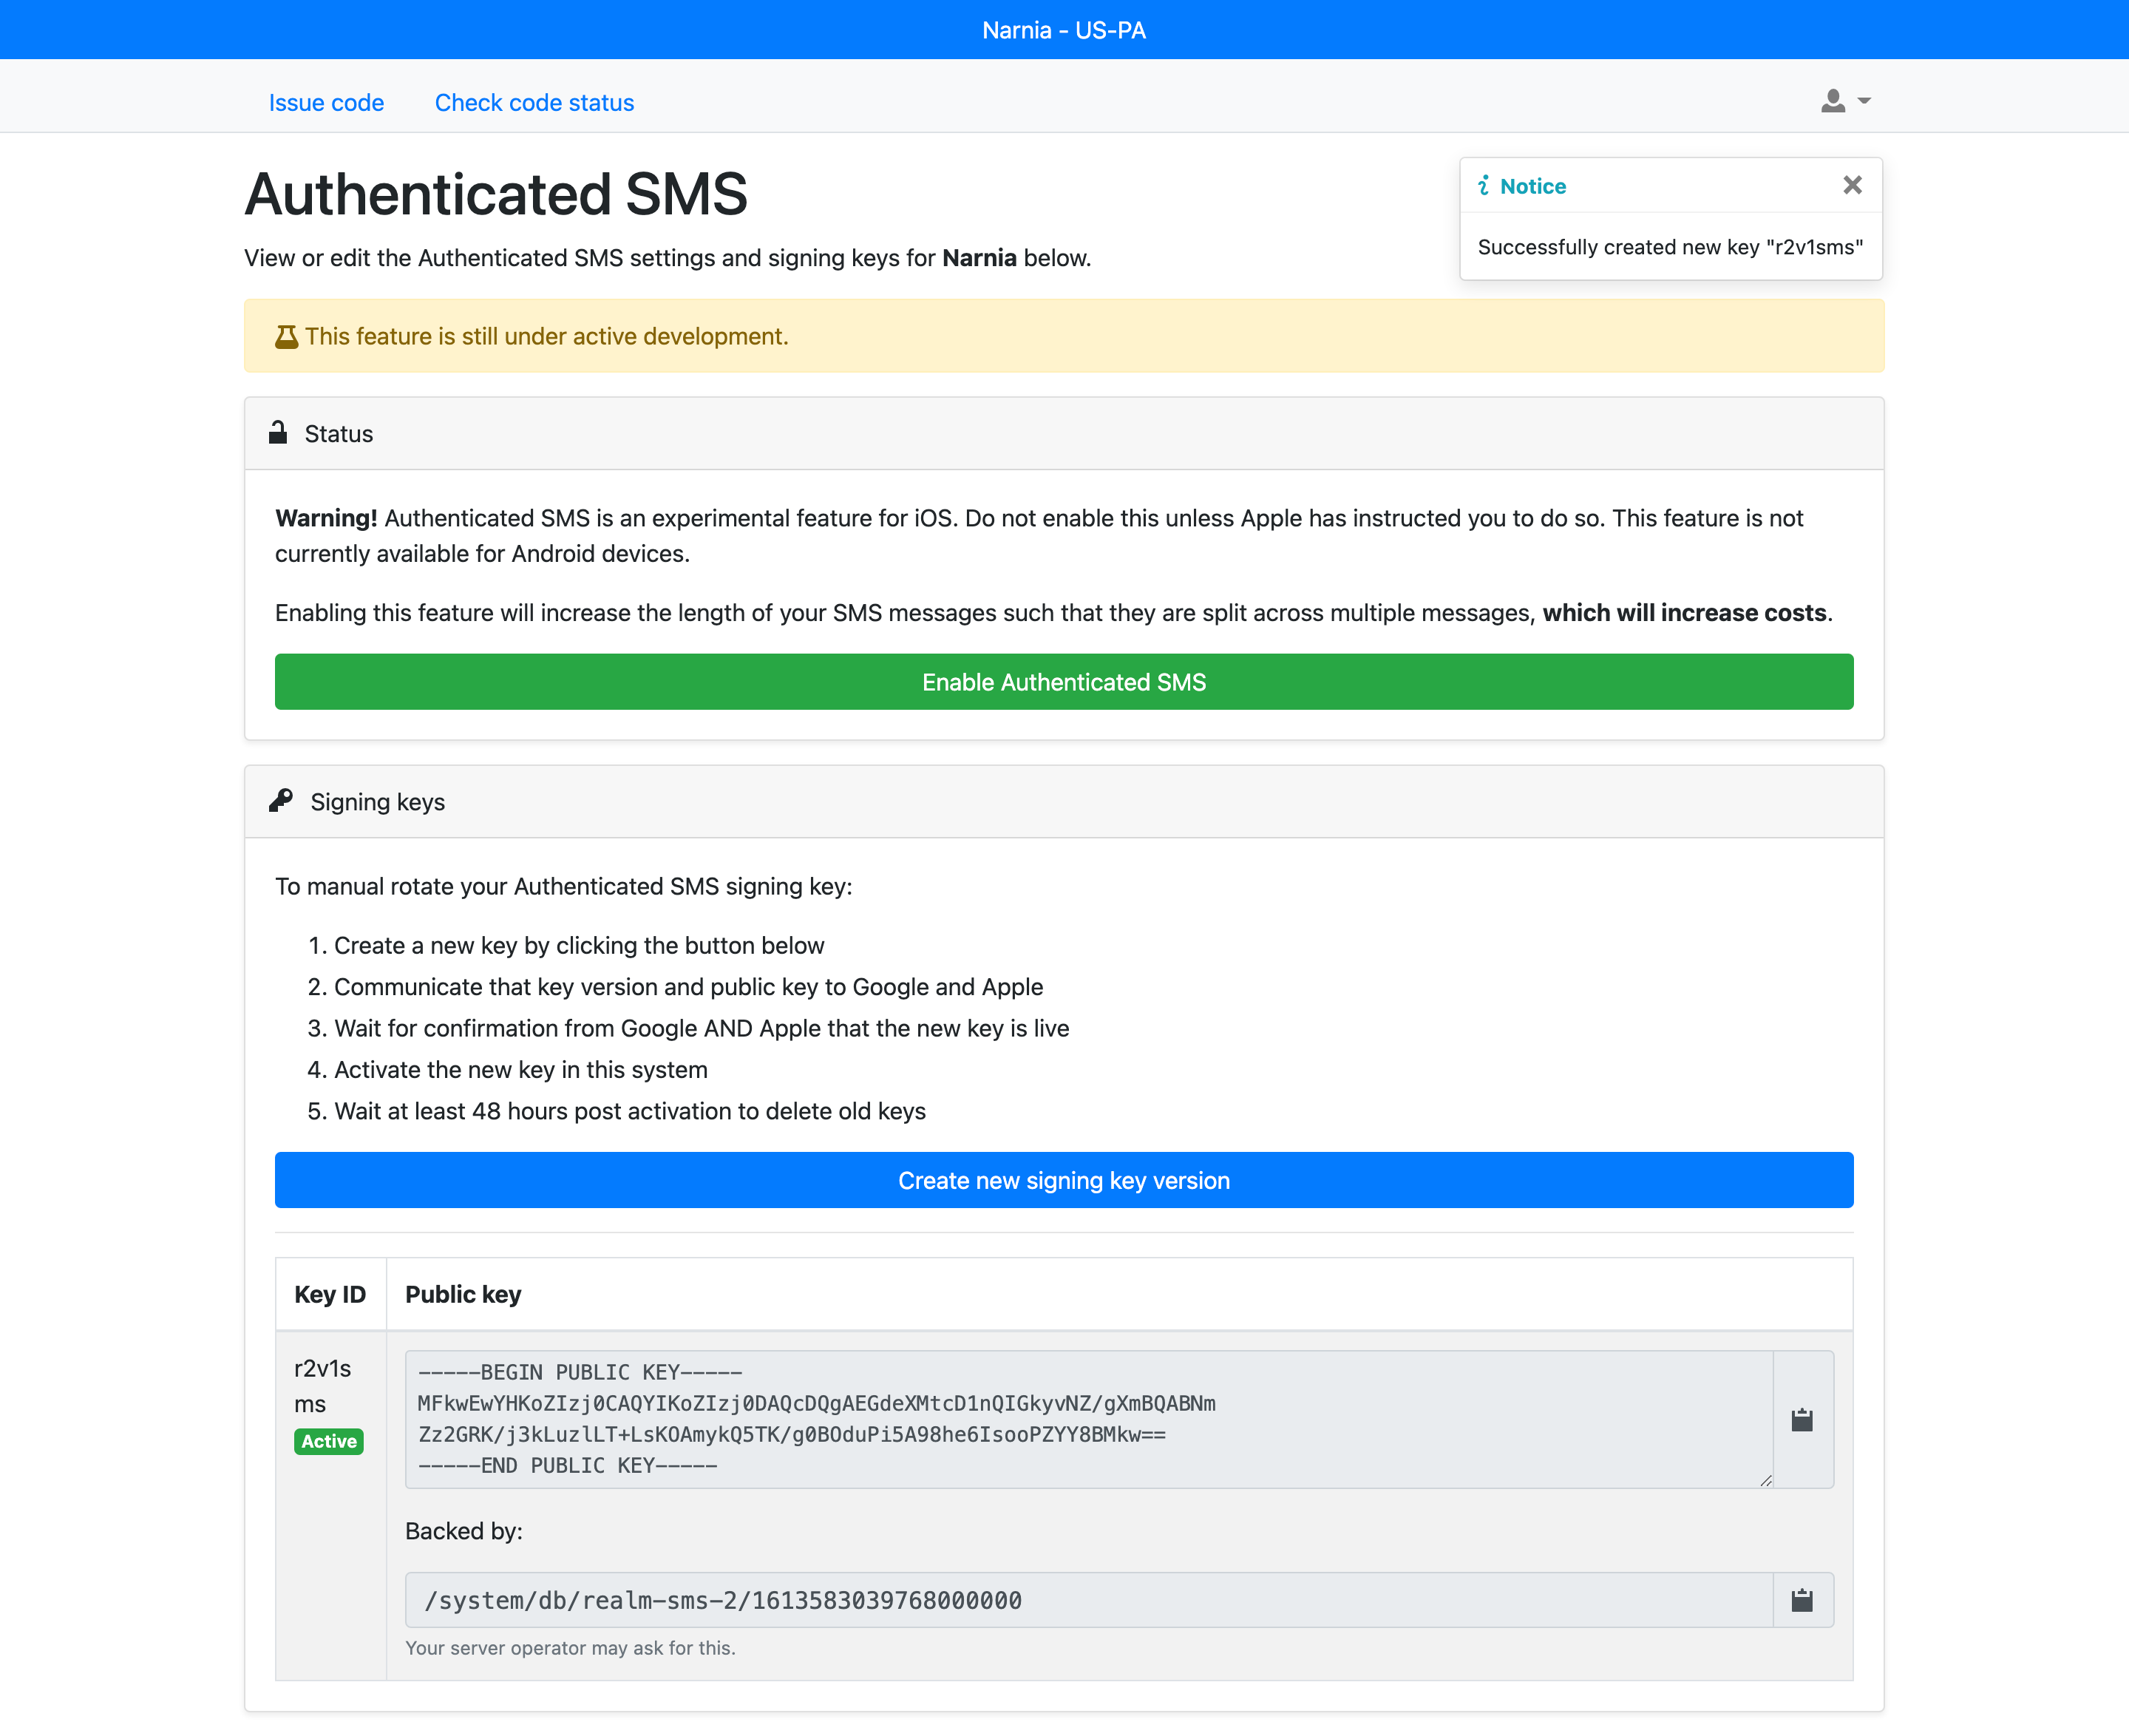 Narnia - US-PA
Issue code
Check code status
Authenticated SMS
View or edit the Authenticated SMS settings and signing keys for Narnia below.
Notice
Successfully created new key "r2v1sms"
This feature is still under active development.
Status
Warning! Authenticated SMS is an experimental feature for iOS. Do not enable this unless Apple has instructed you to do so. This feature is not
currently available for Android devices.
Enabling this feature will increase the length of your SMS messages such that they are split across multiple messages, which will increase costs.
Enable Authenticated SMS
Signing keys
To manual rotate your Authenticated SMS signing key:
1. Create a new key by clicking the button below
2. Communicate that key version and public key to Google and Apple
3. Wait for confirmation from Google AND Apple that the new key is live
4. Activate the new key in this system
5. Wait at least 48 hours post activation to delete old keys
Create new signing key version
Key ID
Public key
r2v1s
ms
Active
-----BEGIN PUBLIC KEY-----
MFkwEwYHKoZIzj0CAQYIKoZIzj0DAQcDQgAEGdeXMtcD1nQIGkyvNZ/gXmBQABNm
Zz2GRK/j3kLuzlLT+LsKOAmykQ5TK/g0BOduPi5A98he6IsooPZYY8BMkw==
-----END PUBLIC KEY-----
Backed by:
/system/db/realm-sms-2/1613583039768000000
Your server operator may ask for this.